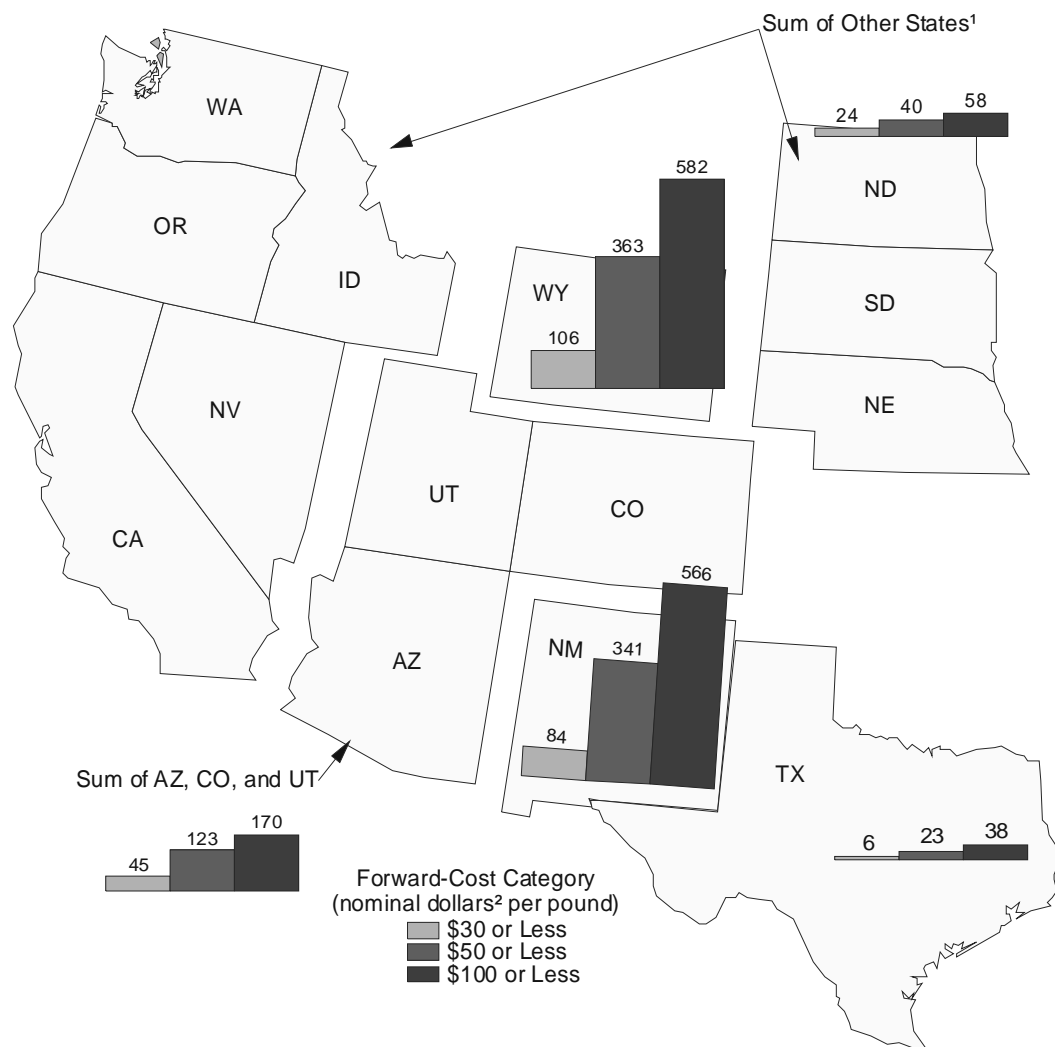 Sum of Other States¹
24
40
58
WA
582
ND
OR
363
ID
WY
SD
106
NV
NE
UT
CO
CA
566
NM
AZ
341
84
TX
Sum of AZ, CO, and UT
45
123
170
6
23
38
Forward-Cost Category
(nominal dollars² per pound)
$30 or Less
$50 or Less
$100 or Less